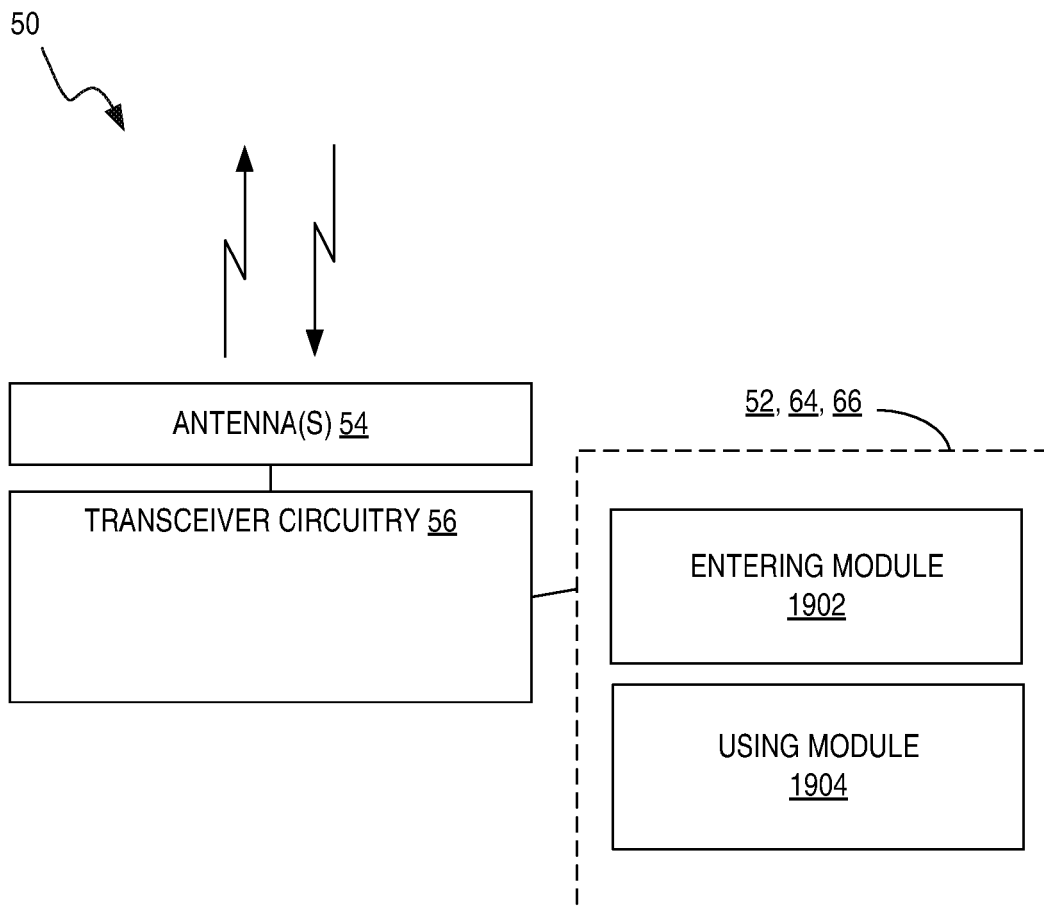 50
ANTENNA(S) 54
52, 64, 66
TRANSCEIVER CIRCUITRY 56
ENTERING MODULE
1902
USING MODULE
1904